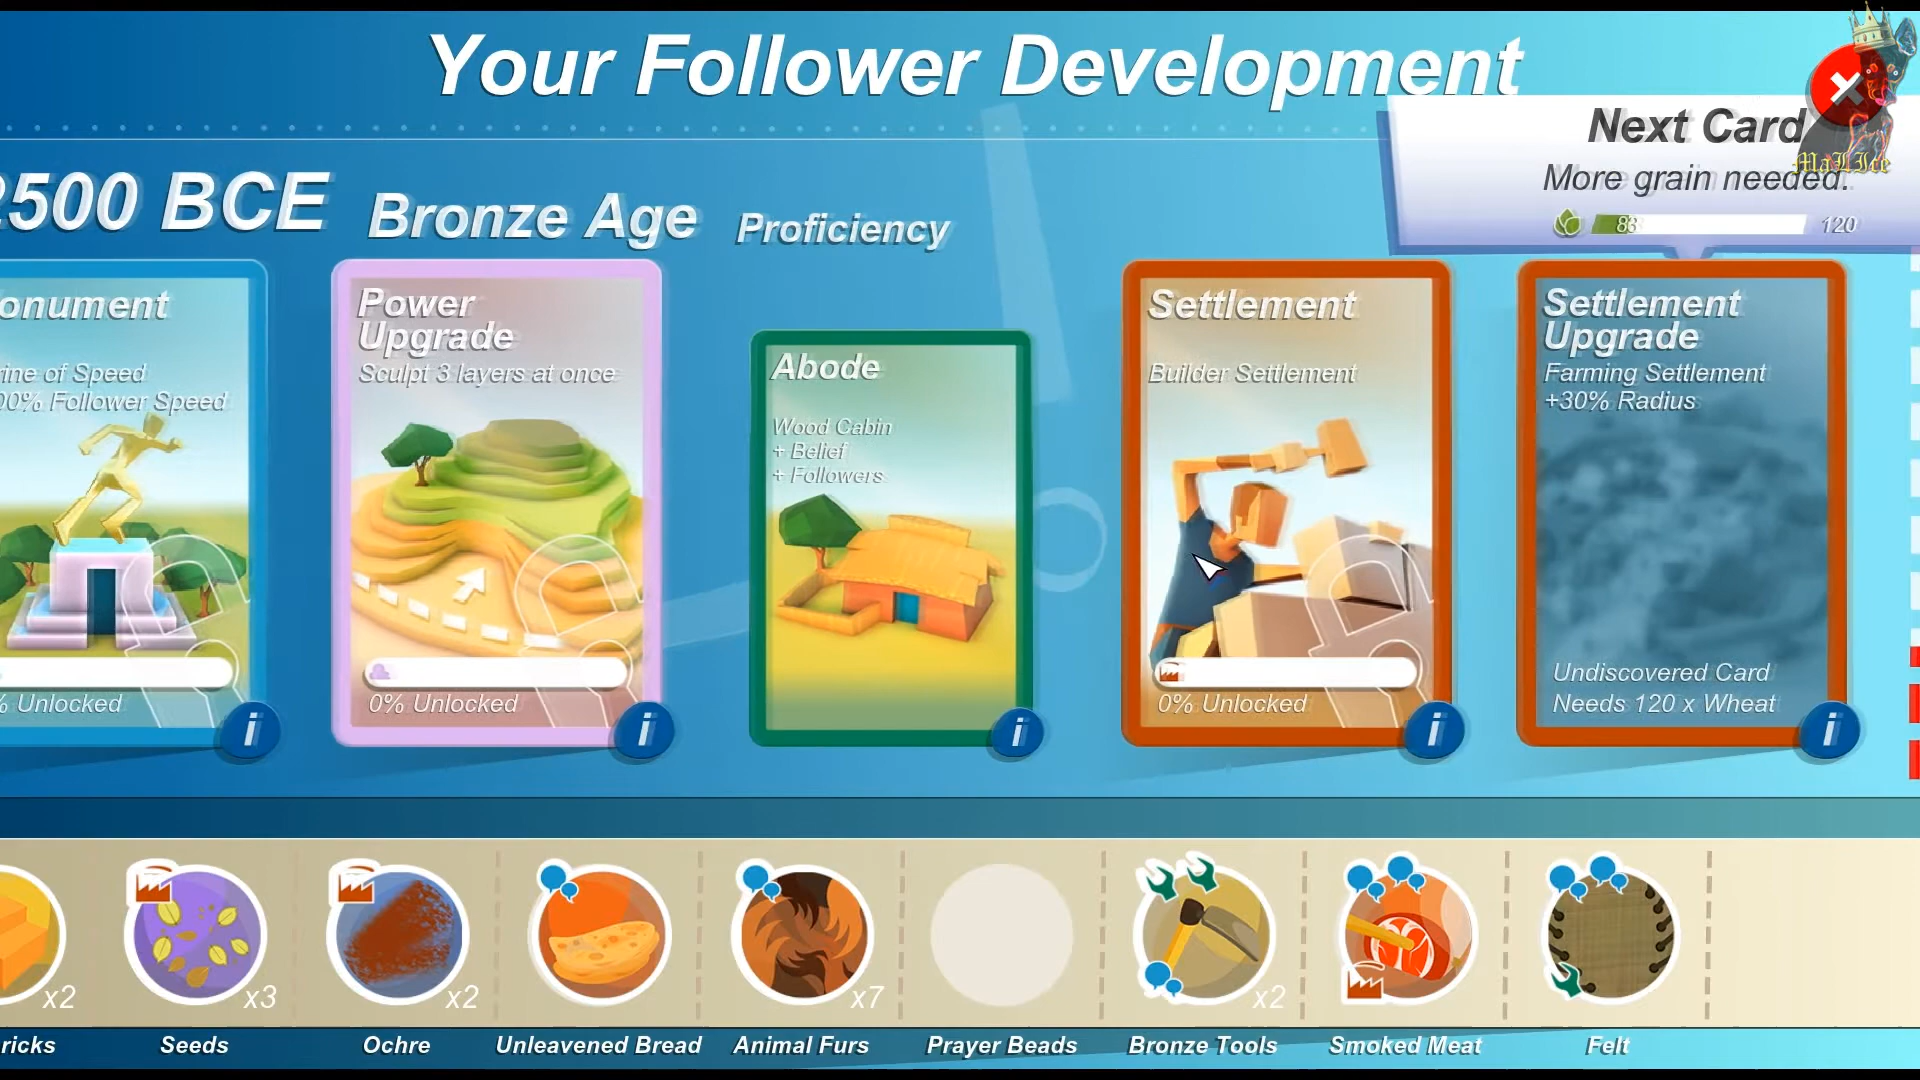 Your Follower Development
Next Card
MaLIce
More grain needed.
83 120
2500 BCE Bronze Age Proficiency
onument
rine of Speed
00% Follower Speed
% Unlocked
Power
Upgrade
Sculpt 3 layers at once
0% Unlocked
Abode
Wood Cabin
+ Belief
+ Followers
Settlement
Builder Settlement
0% Unlocked
Settlement
Upgrade
Farming Settlement
+30% Radius
Undiscovered Card
Needs 120 x Wheat
x2 x3 x2 x7 x2
ricks Seeds Ochre Unleavened Bread Animal Furs Prayer Beads Bronze Tools Smoked Meat Felt